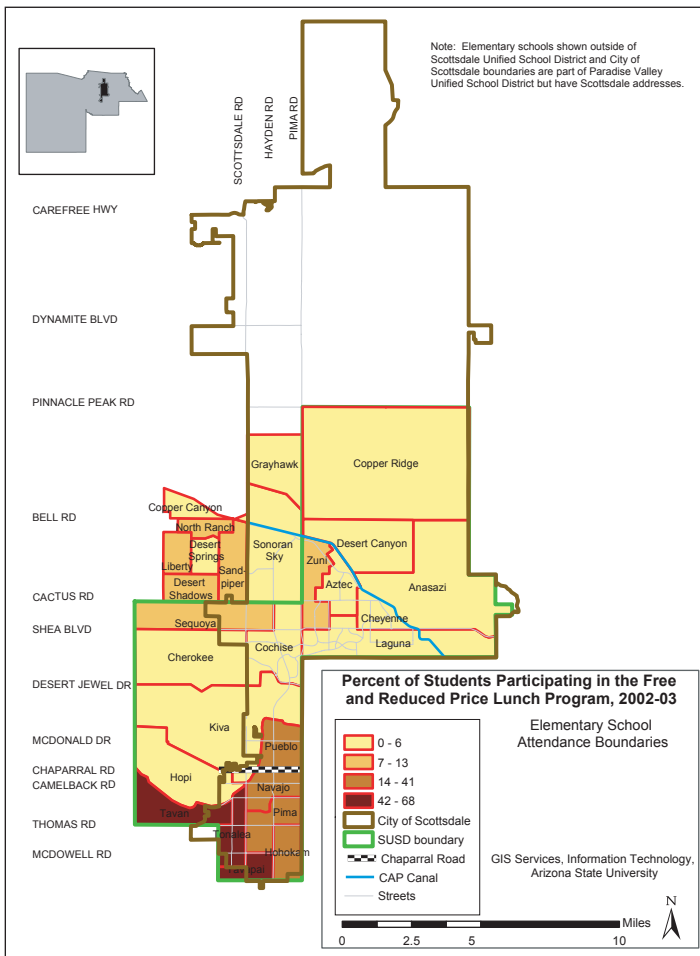 Note: Elementary schools shown outside of
Scottsdale Unified School District and City of
Scottsdale boundaries are part of Paradise Valley
Unified School District but have Scottsdale addresses.
SCOTTSDALE RD
HAYDEN RD
PIMA RD
CAREFREE HWY
DYNAMITE BLVD
PINNACLE PEAK RD
Grayhawk
Copper Ridge
Copper Canyon
BELL RD
North Ranch
Desert
Springs
Sonoran
Sky
Desert Canyon
Zuni
Liberty
Sand-
piper
Desert
Shadows
Aztec
Anasazi
CACTUS RD
Cheyenne
Sequoya
SHEA BLVD
Cochise
Laguna
Cherokee
DESERT JEWEL DR
Kiva
MCDONALD DR
Pueblo
CHAPARRAL RD
Hopi
CAMELBACK RD
Navajo
Tavan
Pima
THOMAS RD
Tonalea
MCDOWELL RD
Hohokam
Yavapai
Percent of Students Participating in the Free
and Reduced Price Lunch Program, 2002-03
Elementary School
Attendance Boundaries
0 - 6
7 - 13
14 - 41
42 - 68
City of Scottsdale
SUSD boundary
Chaparral Road
CAP Canal
Streets
GIS Services, Information Technology,
Arizona State University
N
Miles
0 2.5 5 10